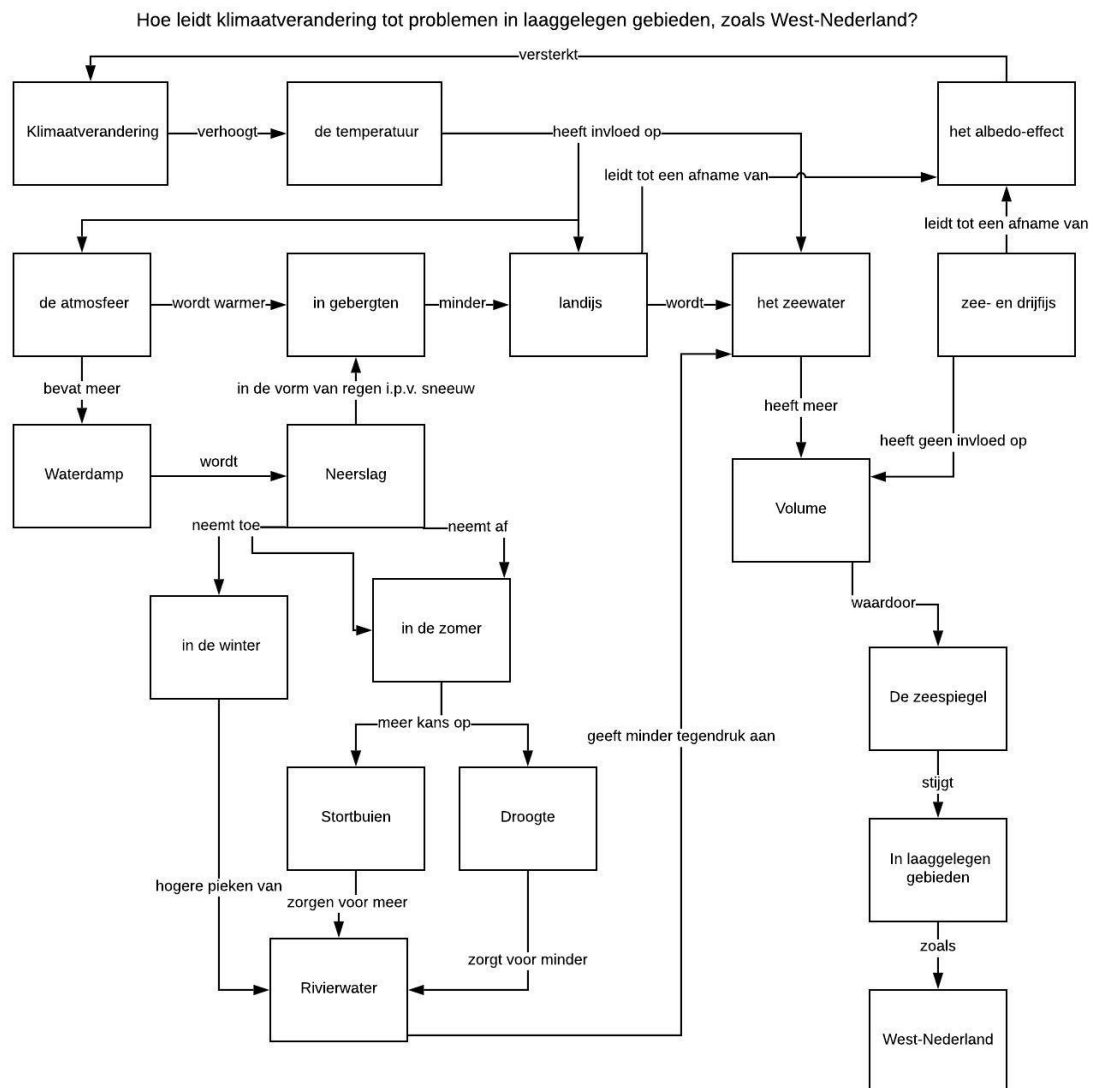 Hoe leidt klimaatverandering tot problemen in laaggelegen gebieden, zoals West-Nederland?
versterkt
Klimaatverandering
verhoogt
de temperatuur
heeft invloed op
het albedo-effect
leidt tot een afname van
leidt tot een afname van
de atmosfeer
wordt warmer
in gebergten
minder
landijs
wordt
het zeewater
zee- en drijfijs
bevat meer
in de vorm van regen i.p.v. sneeuw
heeft meer
heeft geen invloed op
Waterdamp
wordt
Neerslag
Volume
neemt toe
neemt af
waardoor
in de winter
in de zomer
De zeespiegel
meer kans op
geeft minder tegendruk aan
stijgt
Stortbuien
Droogte
In laaggelegen
gebieden
hogere pieken van
zorgen voor meer
zoals
zorgt voor minder
Rivierwater
West-Nederland